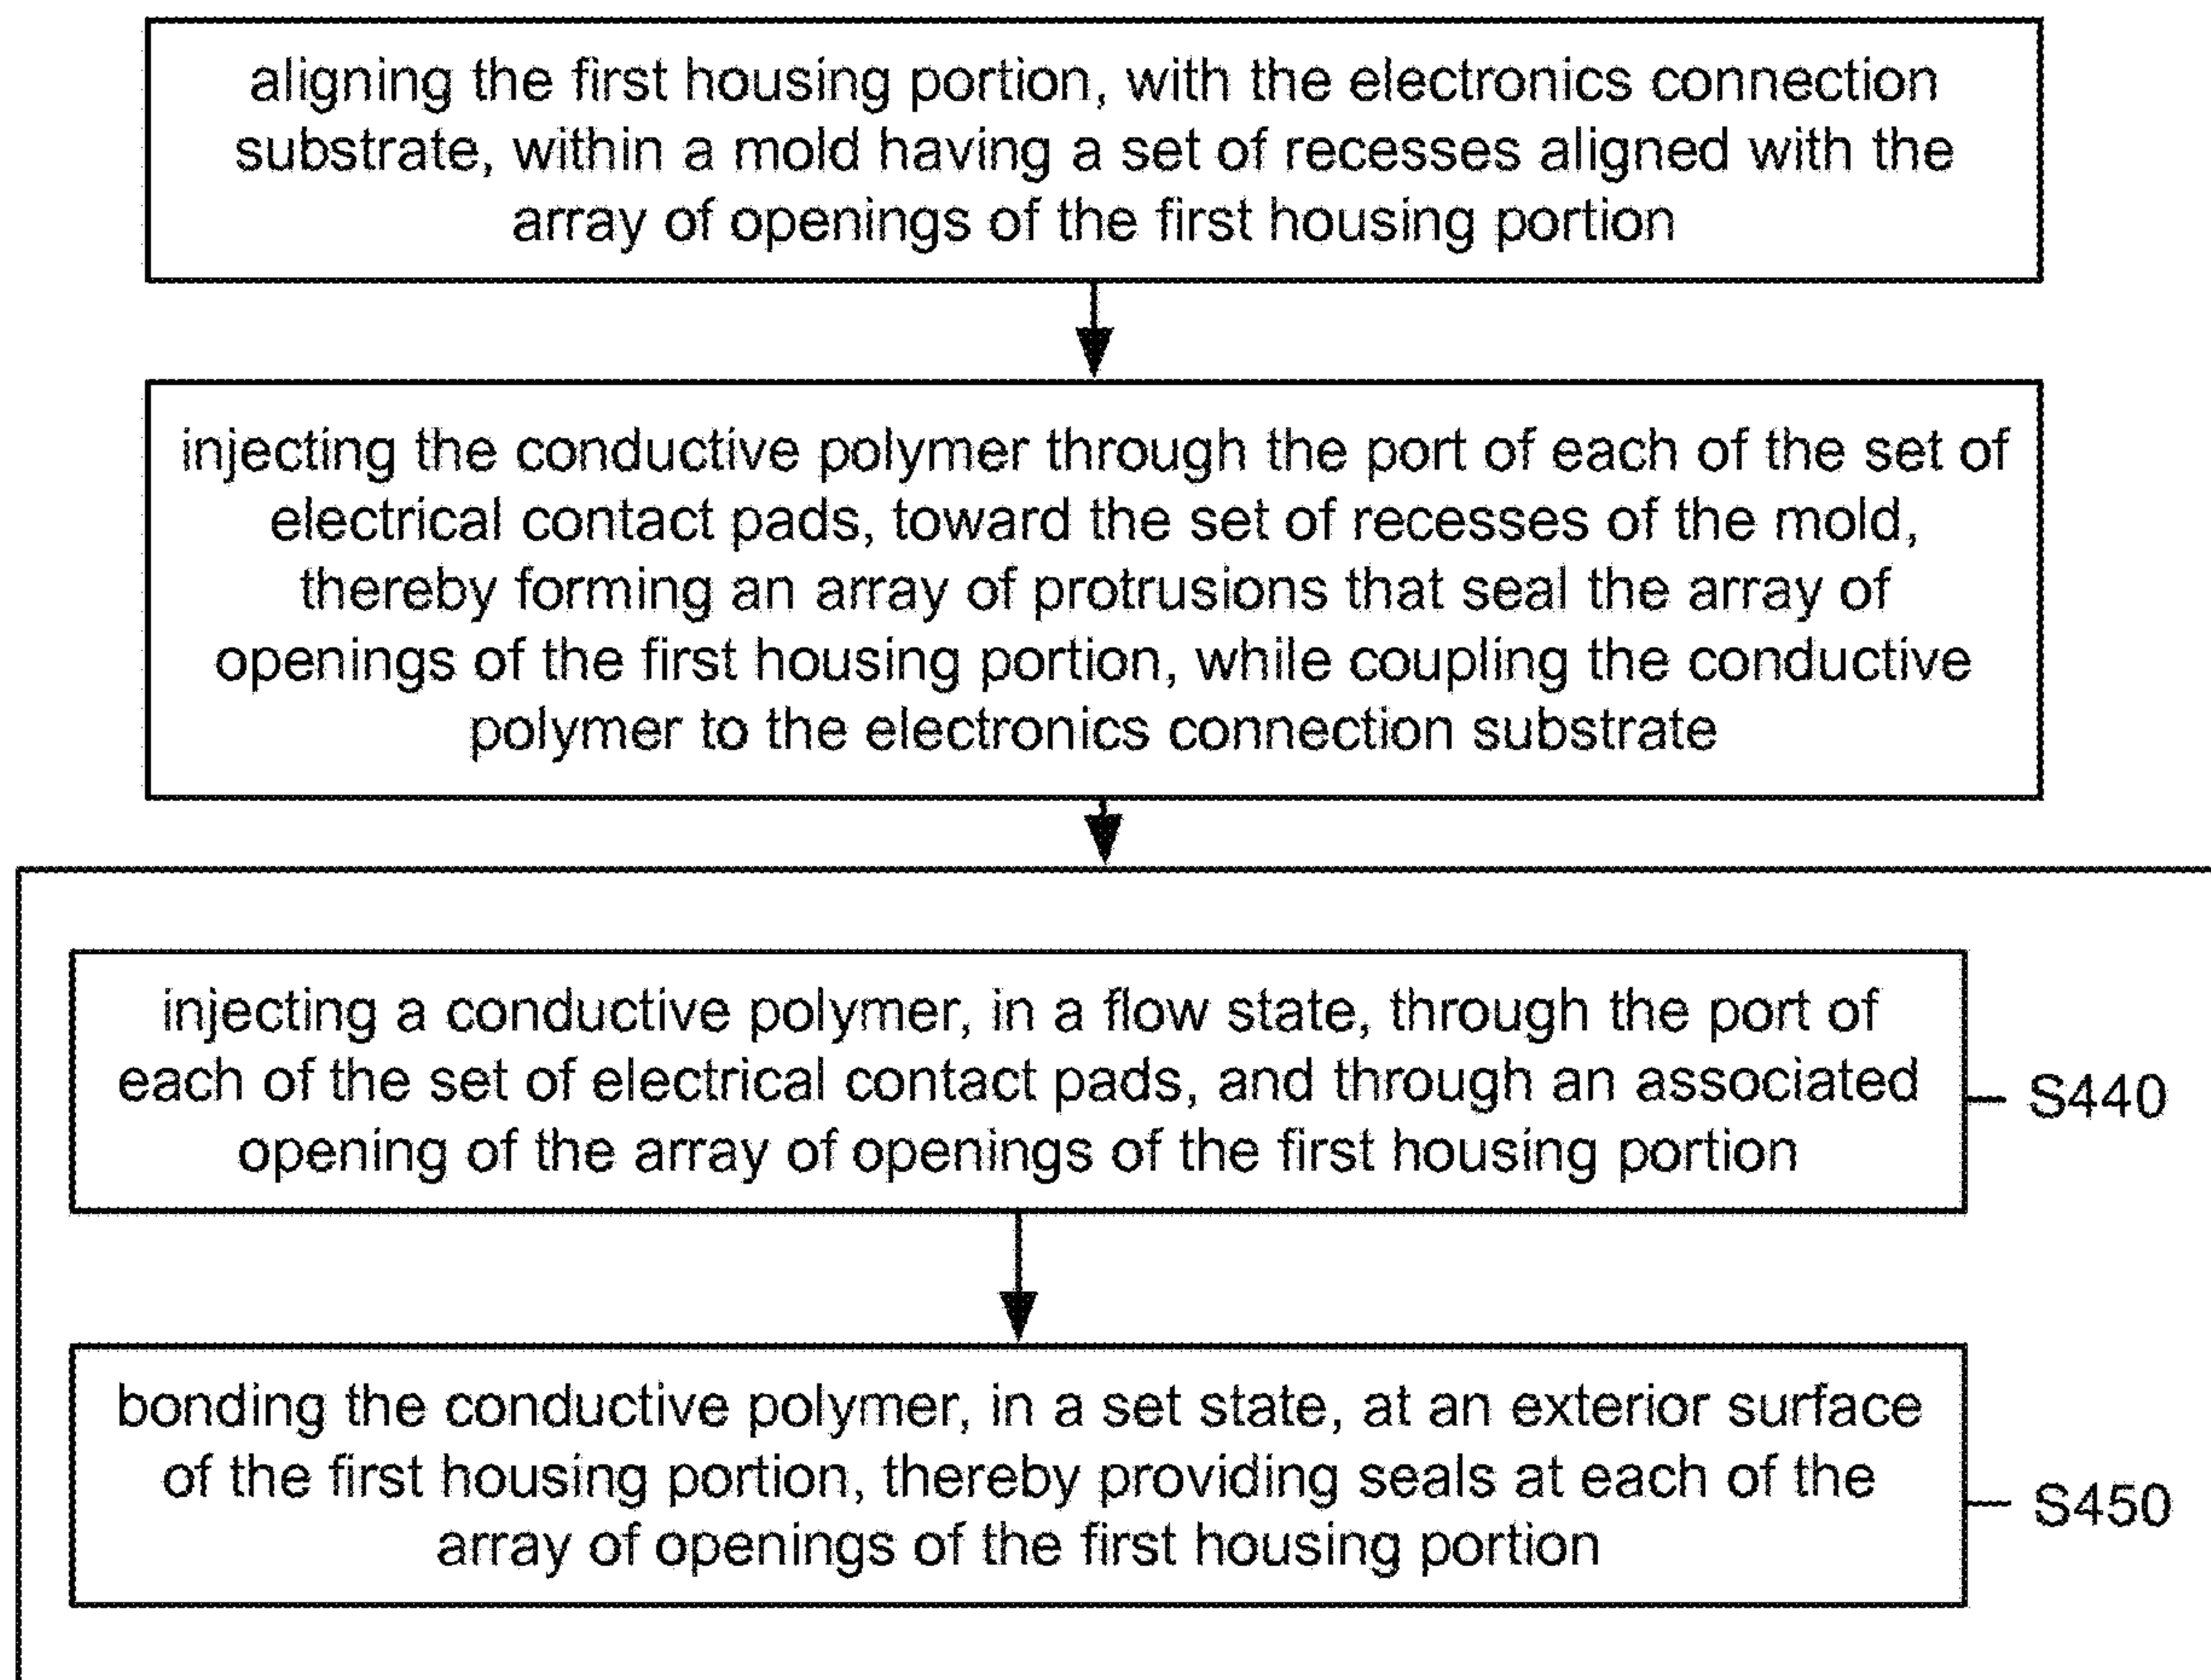 aligning the first housing portion, with the electronics connection
substrate, within a mold having a set of recesses aligned with the
array of openings of the first housing portion
injecting the conductive polymer through the port of each of the set of
electrical contact pads, toward the set of recesses of the mold,
thereby forming an array of protrusions that seal the array of
openings of the first housing portion, while coupling the conductive
polymer to the electronics connection substrate
injecting a conductive polymer, in a flow state, through the port of
each of the set of electrical contact pads, and through an associated
opening of the array of openings of the first housing portion
S440
bonding the conductive polymer, in a set state, at an exterior surface
of the first housing portion, thereby providing seals at each of the
array of openings of the first housing portion
S450